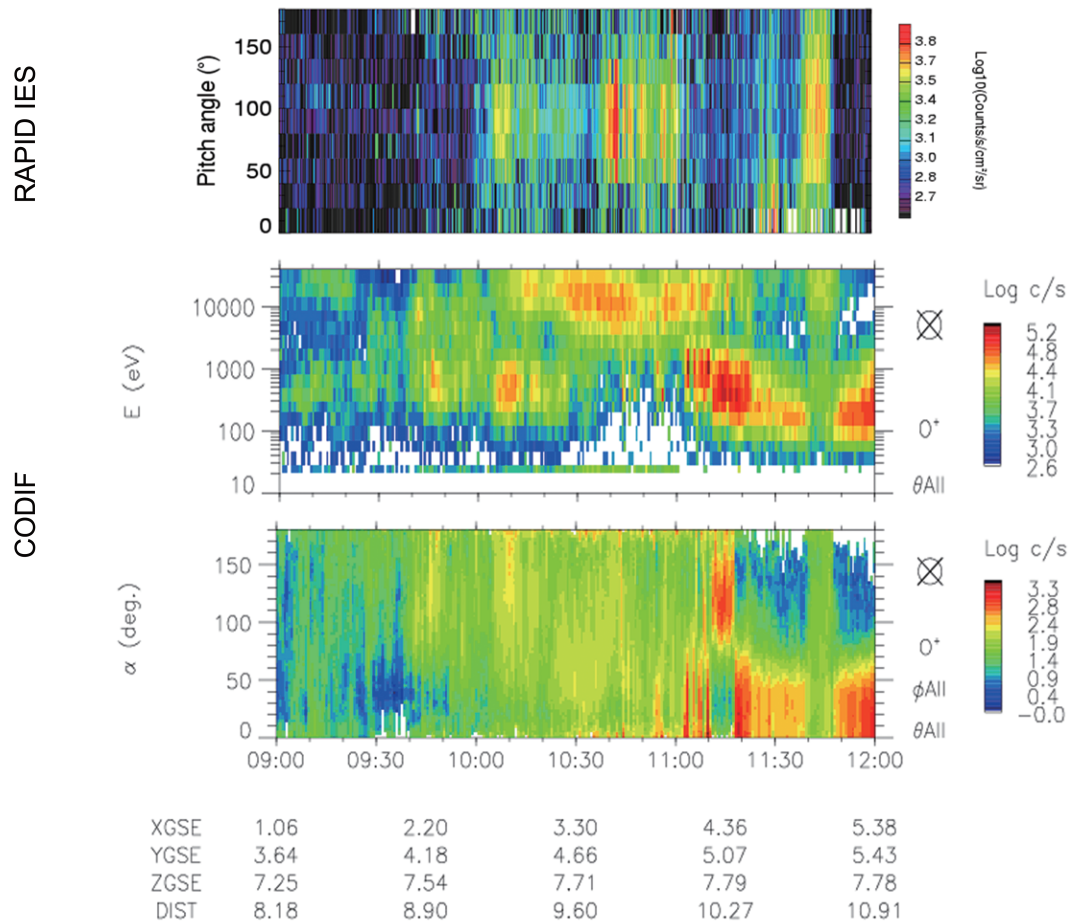 RAPID IES
Pitch angle (°)
150
100
50
0
3.8
3.7
3.5
3.4
3.2
3.1
3.0
2.8
2.7
Log10(Counts/s/cm²/sr)
CODIF
E (eV)
10000
1000
100
10
O+
θAll
Log c/s
5.2
4.8
4.4
4.1
3.7
3.3
3.0
2.6
α (deg.)
150
100
50
0
O+
ϕAll
θAll
Log c/s
3.3
2.8
2.4
1.9
1.4
0.9
0.4
−0.0
09:00 09:30 10:00 10:30 11:00 11:30 12:00
XGSE 1.06 2.20 3.30 4.36 5.38
YGSE 3.64 4.18 4.66 5.07 5.43
ZGSE 7.25 7.54 7.71 7.79 7.78
DIST 8.18 8.90 9.60 10.27 10.91